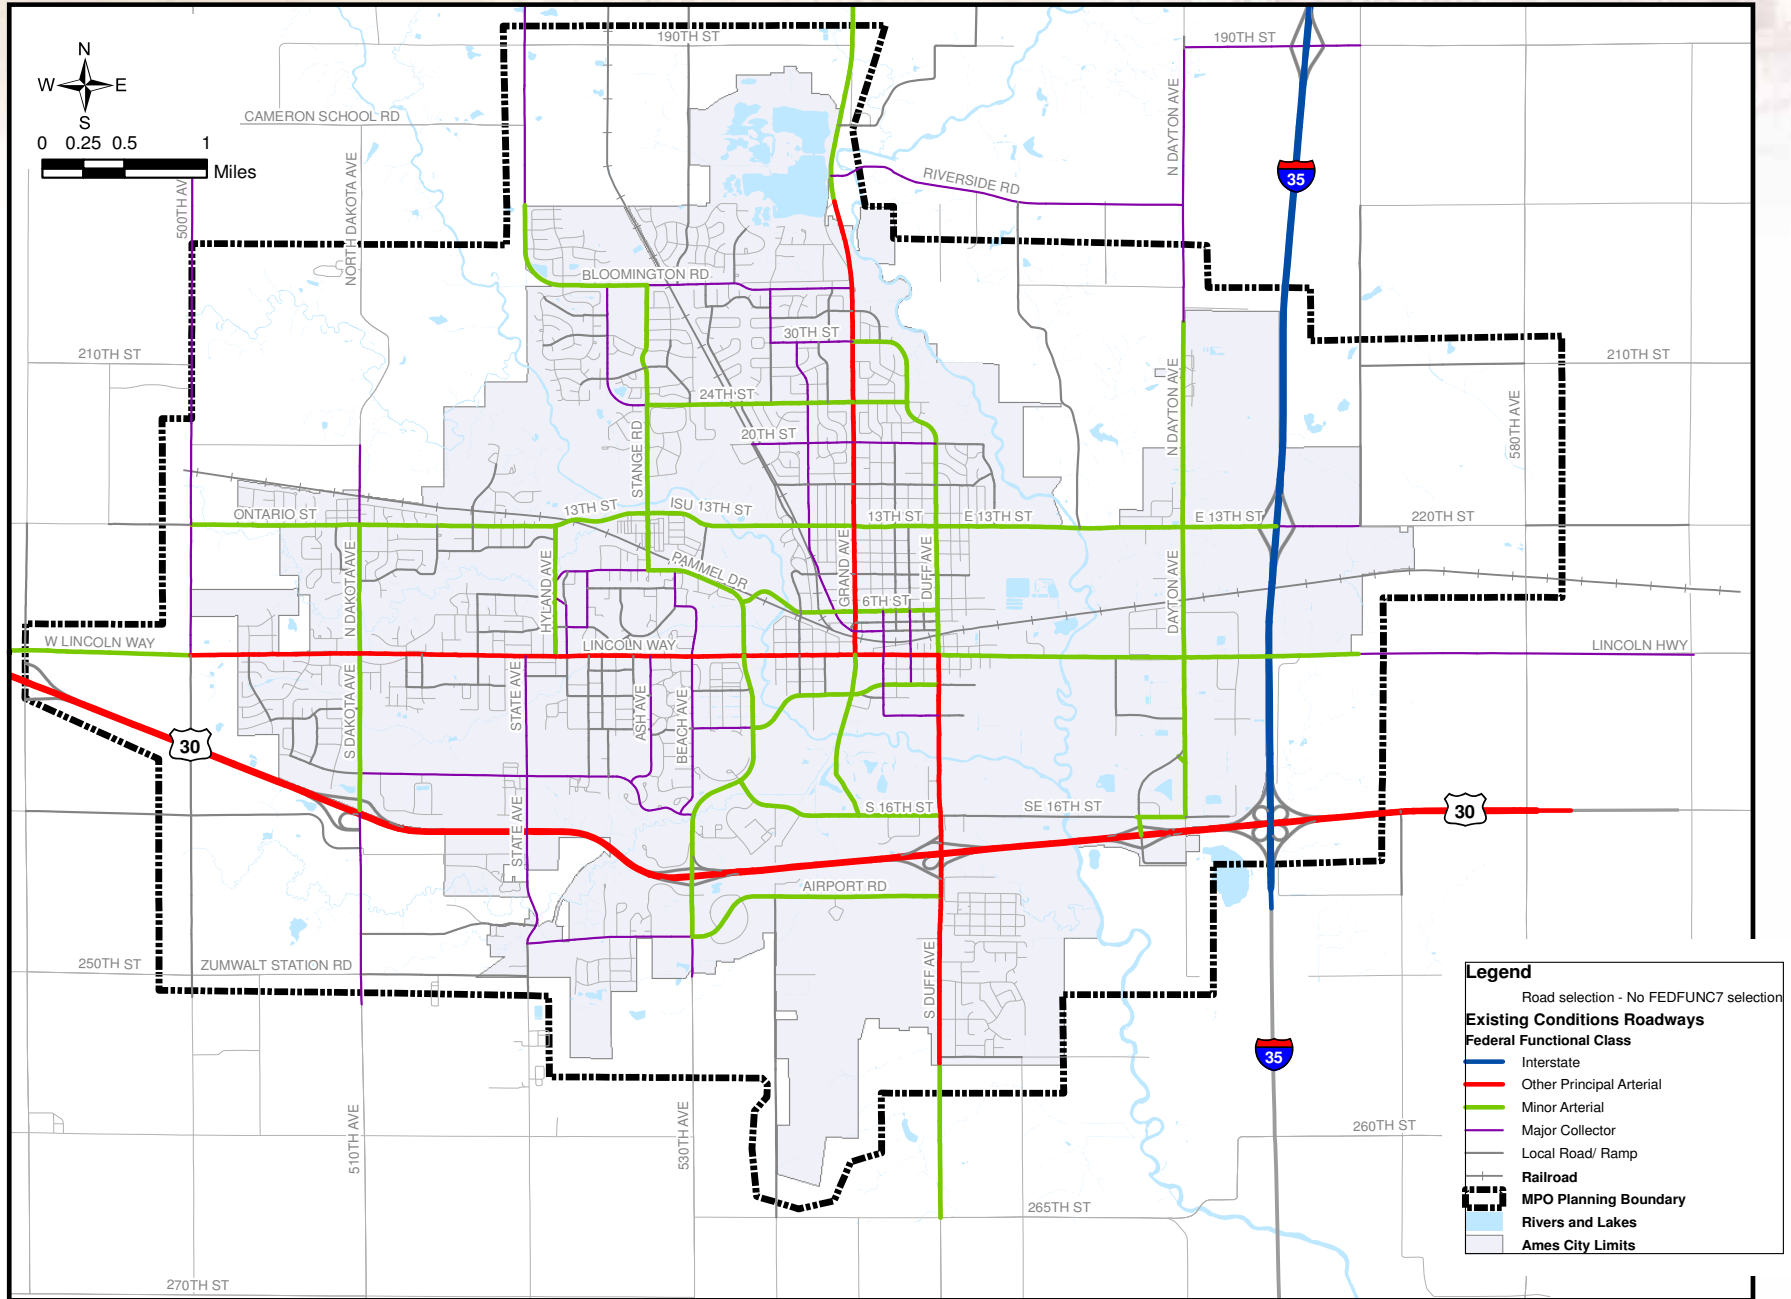 190TH ST
190TH ST
N
W E
S
CAMERON SCHOOL RD
0 0.25 0.5 1
Miles
N DAYTON AVE
35
RIVERSIDE RD
500TH AV
NORTH DAKOTA AVE
BLOOMINGTON RD
30TH ST
210TH ST
210TH ST
24TH ST
N DAYTON AVE
580TH AVE
20TH ST
STANGE RD
ONTARIO ST
13TH ST
ISU 13TH ST
13TH ST
E 13TH ST
E 13TH ST
220TH ST
N DAKOTA AVE
HYLAND AVE
PAMMEL DR
GRAND AVE
DUFF AVE
DAYTON AVE
6TH ST
W LINCOLN WAY
LINCOLN WAY
LINCOLN HWY
S DAKOTA AVE
STATE AVE
ASH AVE
BEACH AVE
30
STATE AVE
S 16TH ST
SE 16TH ST
30
AIRPORT RD
S DUFF AVE
250TH ST
ZUMWALT STATION RD
35
510TH AVE
530TH AVE
260TH ST
265TH ST
270TH ST
Legend
Road selection - No FEDFUNC7 selection
Existing Conditions Roadways
Federal Functional Class
Interstate
Other Principal Arterial
Minor Arterial
Major Collector
Local Road/ Ramp
Railroad
MPO Planning Boundary
Rivers and Lakes
Ames City Limits